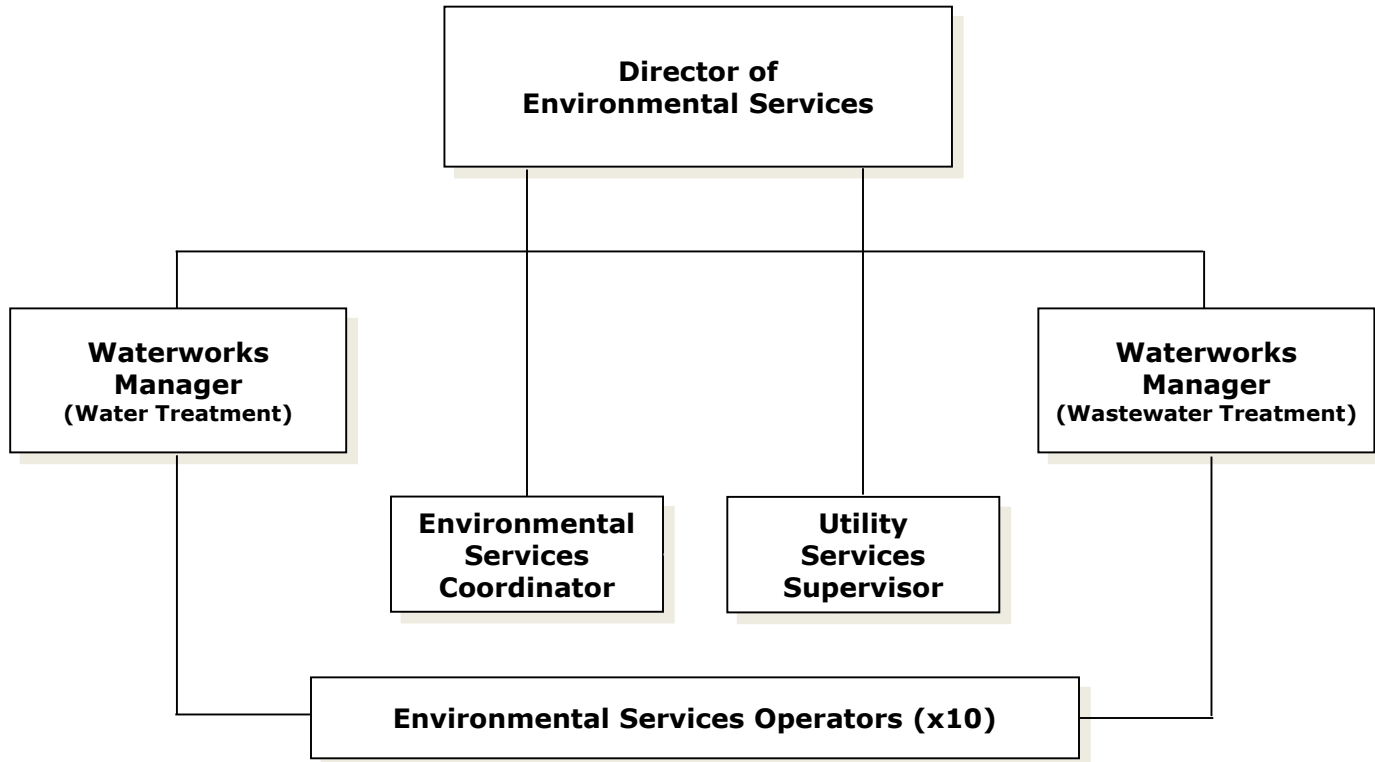 Director of
Environmental Services
Waterworks
Manager
(Water Treatment)
Waterworks
Manager
(Wastewater Treatment)
Environmental
Services
Coordinator
Utility
Services
Supervisor
Environmental Services Operators (x10)